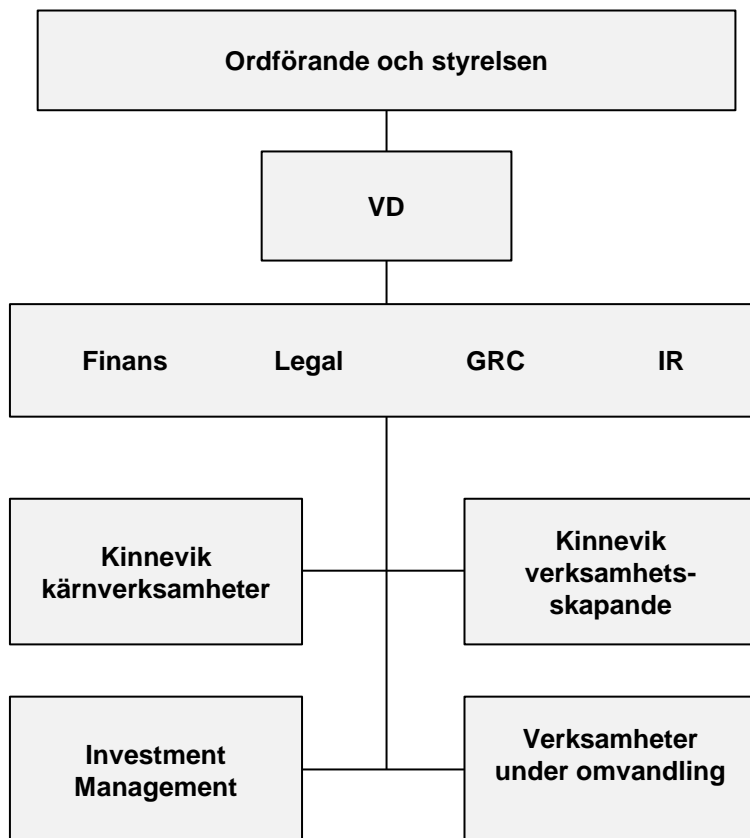 Ordförande och styrelsen
VD
Finans Legal GRC IR
Kinnevik
kärnverksamheter
Kinnevik
verksamhets-
skapande
Investment
Management
Verksamheter
under omvandling